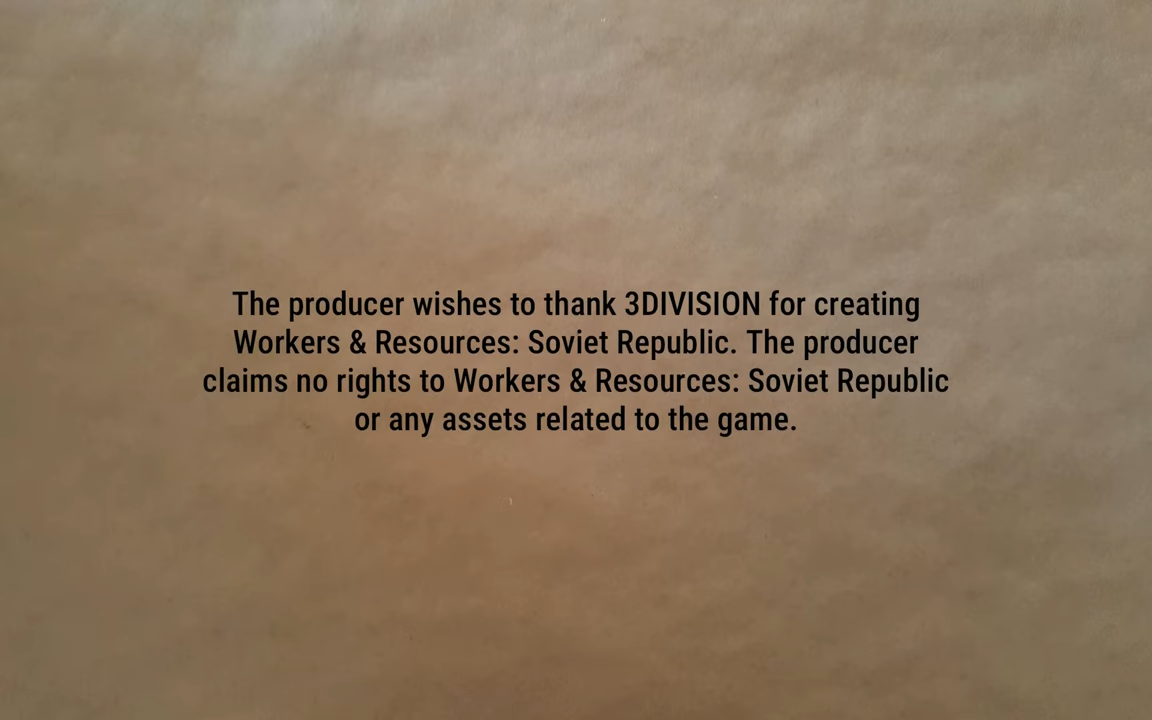 The producer wishes to thank 3DIVISION for creating
Workers & Resources: Soviet Republic. The producer
claims no rights to Workers & Resources: Soviet Republic
or any assets related to the game.